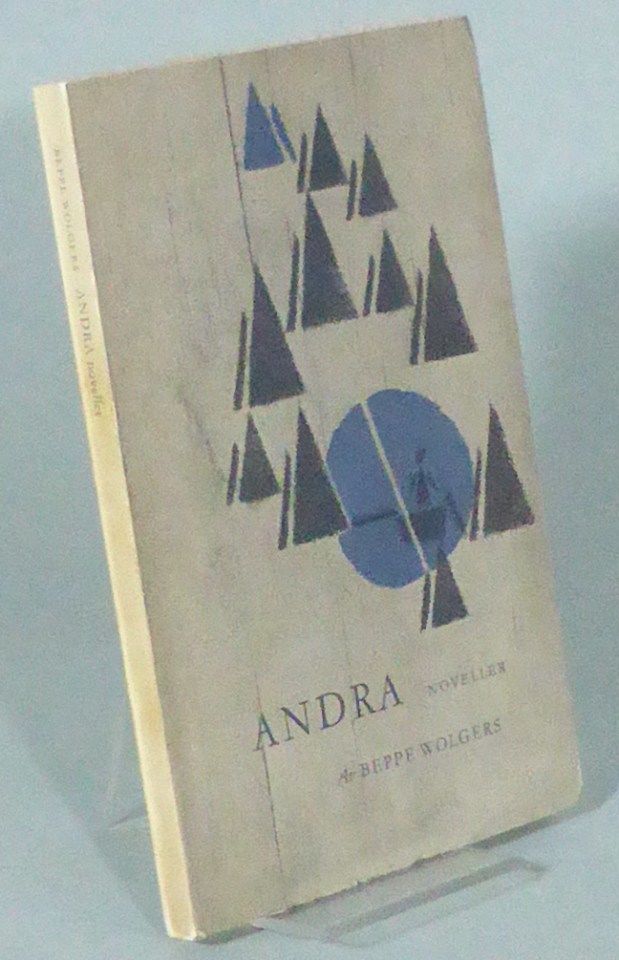 BEPPE WOLGERS ANDRA noveller
ANDRA NOVELLER
Av BEPPE WOLGERS